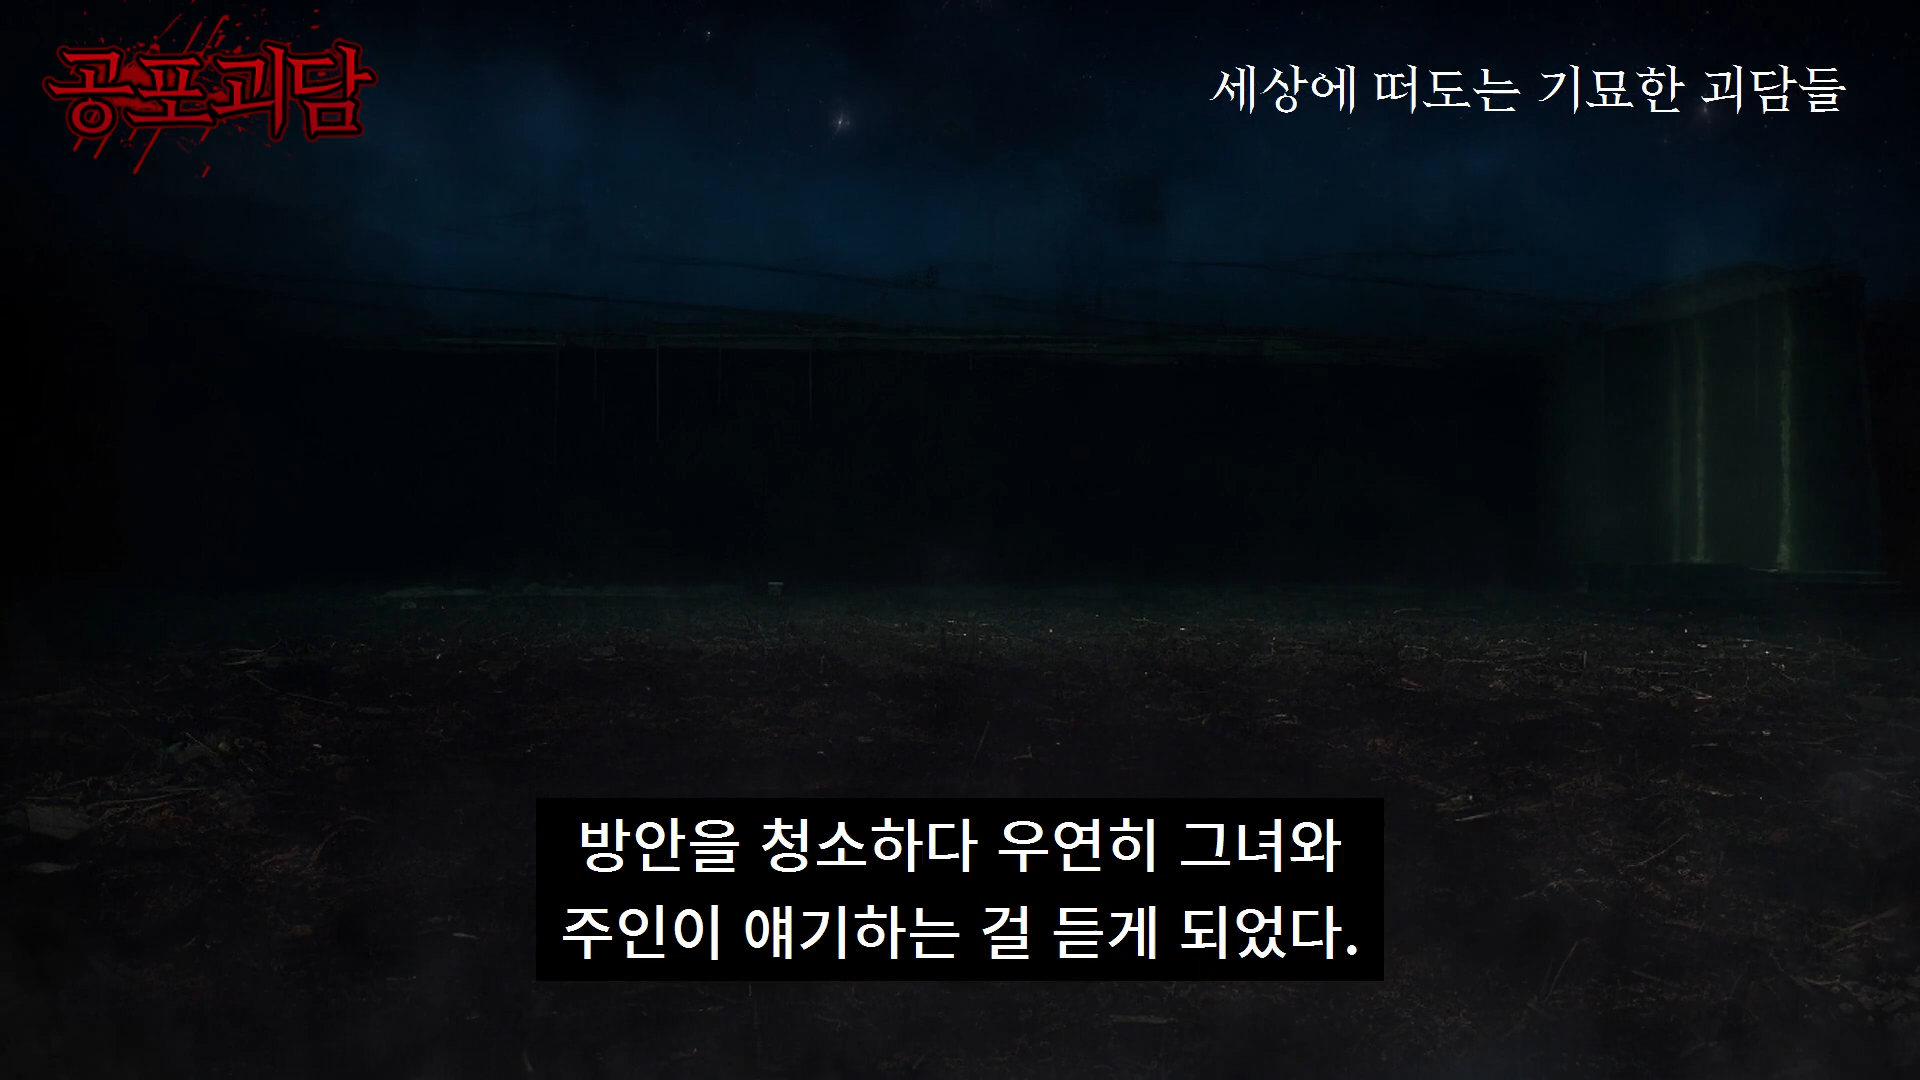 공포괴담
세상에 떠도는 기묘한 괴담들
방안을 청소하다 우연히 그녀와
주인이 얘기하는 걸 듣게 되었다.